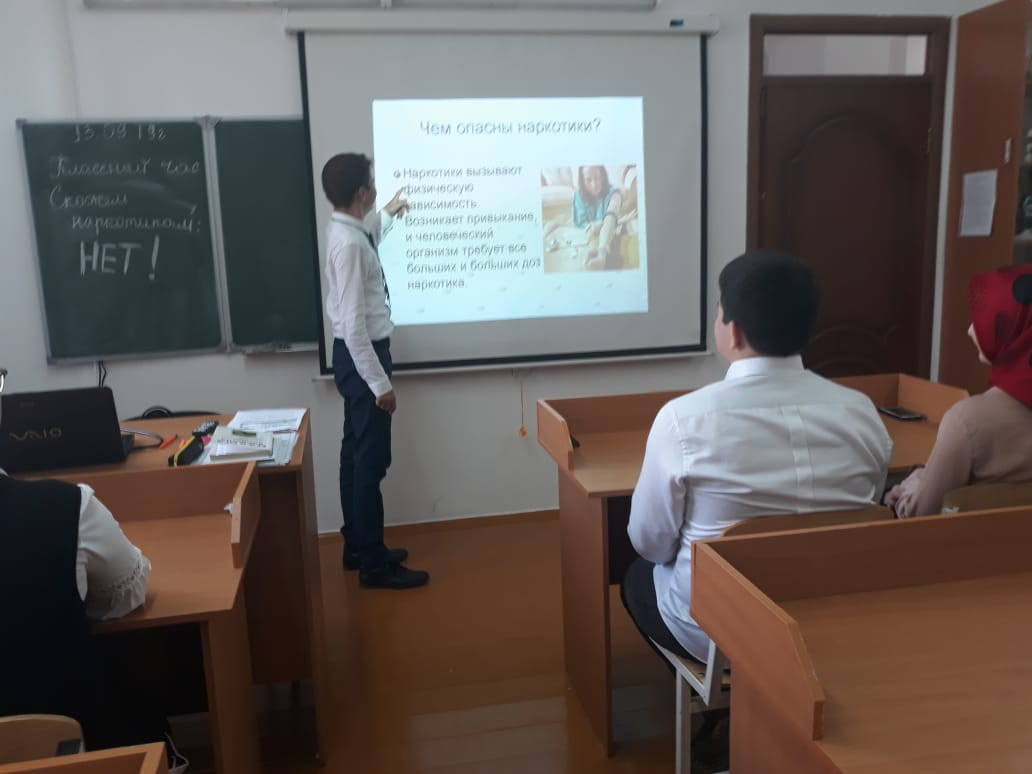 13.09.19г
Классный час
Скажем
наркотикам:
НЕТ!
Чем опасны наркотики?
Наркотики вызывают
физическую
зависимость.
Возникает привыкание,
и человеческий
организм требует все
больших и больших доз
наркотика.
VAIO